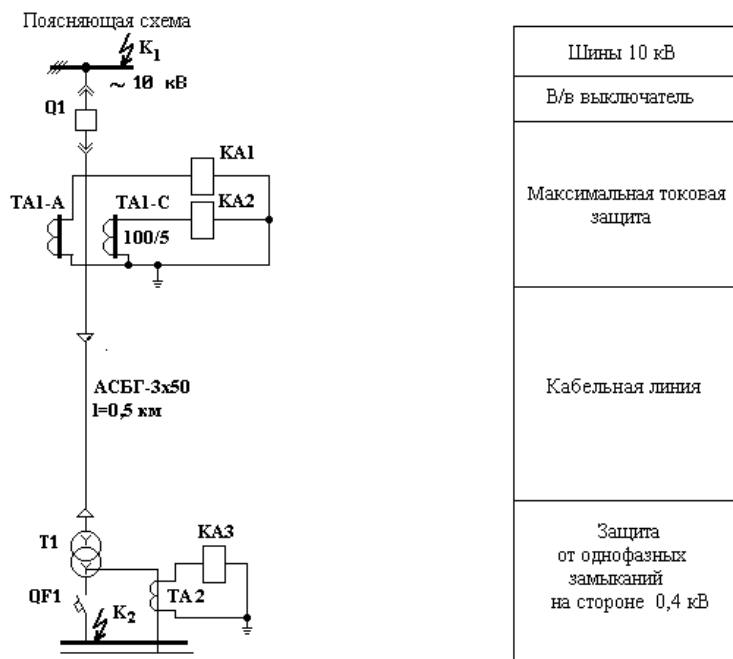 Поясняющая схема
K1
~ 10 кВ
Q1
KA1
TA1-A
TA1-C
KA2
100/5
АСБГ-3х50
l=0,5 км
T1
KA3
QF1
TA 2
K2
Шины 10 кВ
В/в выключатель
Максимальная токовая
защита
Кабельная линия
Защита
от однофазных
замыканий
на стороне 0,4 кВ